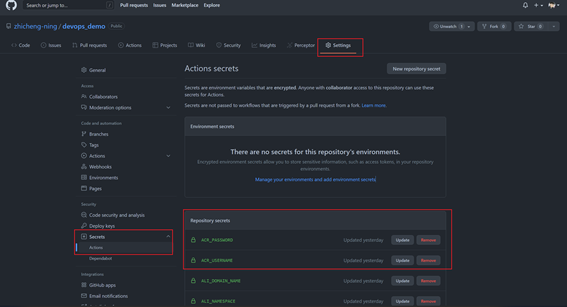 Search or jump to...
Pull requests Issues Marketplace Explore
zhicheng-ning / devops_demo Public
Unwatch 1 Fork 0 Star 0
Code Issues Pull requests Actions Projects Wiki Security Insights Perceptor Settings
General
Access
Collaborators
Moderation options
Code and automation
Branches
Tags
Actions
Webhooks
Environments
Pages
Security
Code security and analysis
Deploy keys
Secrets
Actions
Dependabot
Integrations
GitHub apps
Email notifications
Actions secrets
New repository secret
Secrets are environment variables that are encrypted. Anyone with collaborator access to this repository can use these
secrets for Actions.
Secrets are not passed to workflows that are triggered by a pull request from a fork. Learn more.
Environment secrets
There are no secrets for this repository's environments.
Encrypted environment secrets allow you to store sensitive information, such as access tokens, in your repository
environments.
Manage your environments and add environment secrets
Repository secrets
ACR_PASSWORD Updated yesterday Update Remove
ACR_USERNAME Updated yesterday Update Remove
ALI_DOMAIN_NAME Updated yesterday Update Remove
ALI_NAMESPACE Updated yesterday Update Remove